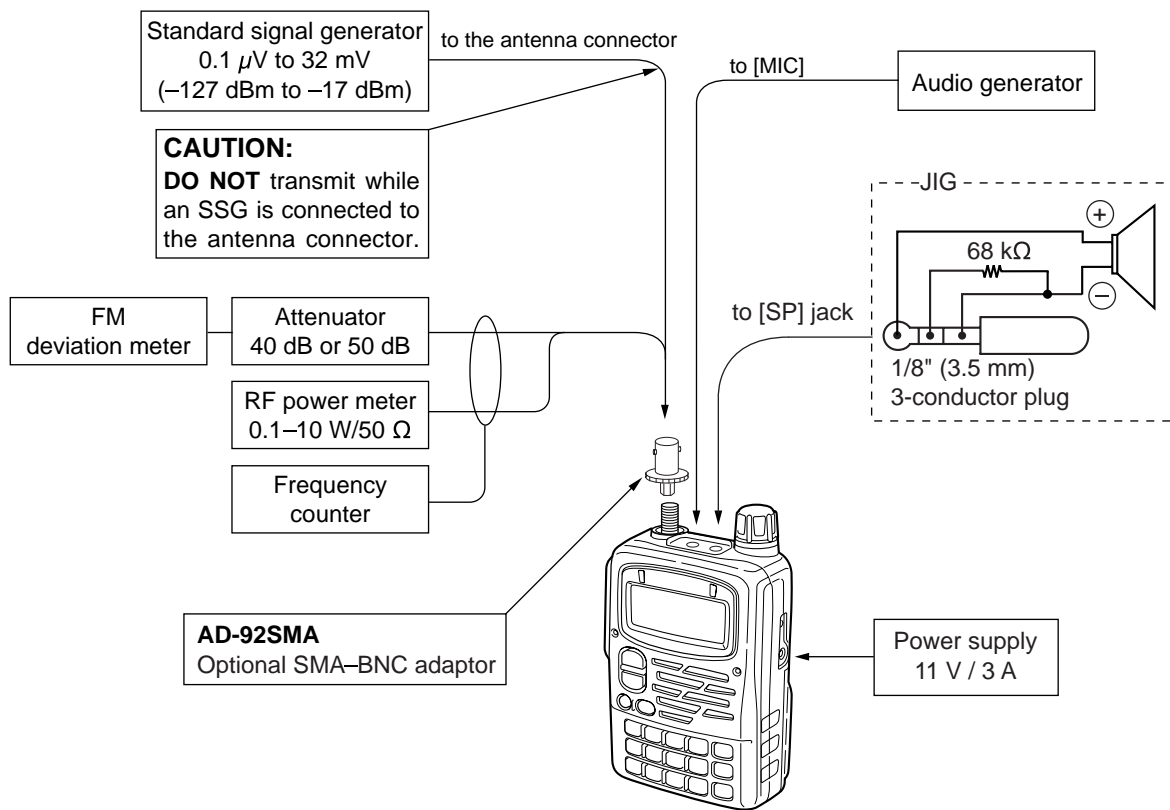 Standard signal generator
0.1 µV to 32 mV
(–127 dBm to –17 dBm)
to the antenna connector
to [MIC]
Audio generator
CAUTION:
DO NOT transmit while
an SSG is connected to
the antenna connector.
JIG
+
68 kΩ
–
to [SP] jack
1/8" (3.5 mm)
3-conductor plug
FM
deviation meter
Attenuator
40 dB or 50 dB
RF power meter
0.1–10 W/50 Ω
Frequency
counter
AD-92SMA
Optional SMA–BNC adaptor
Power supply
11 V / 3 A